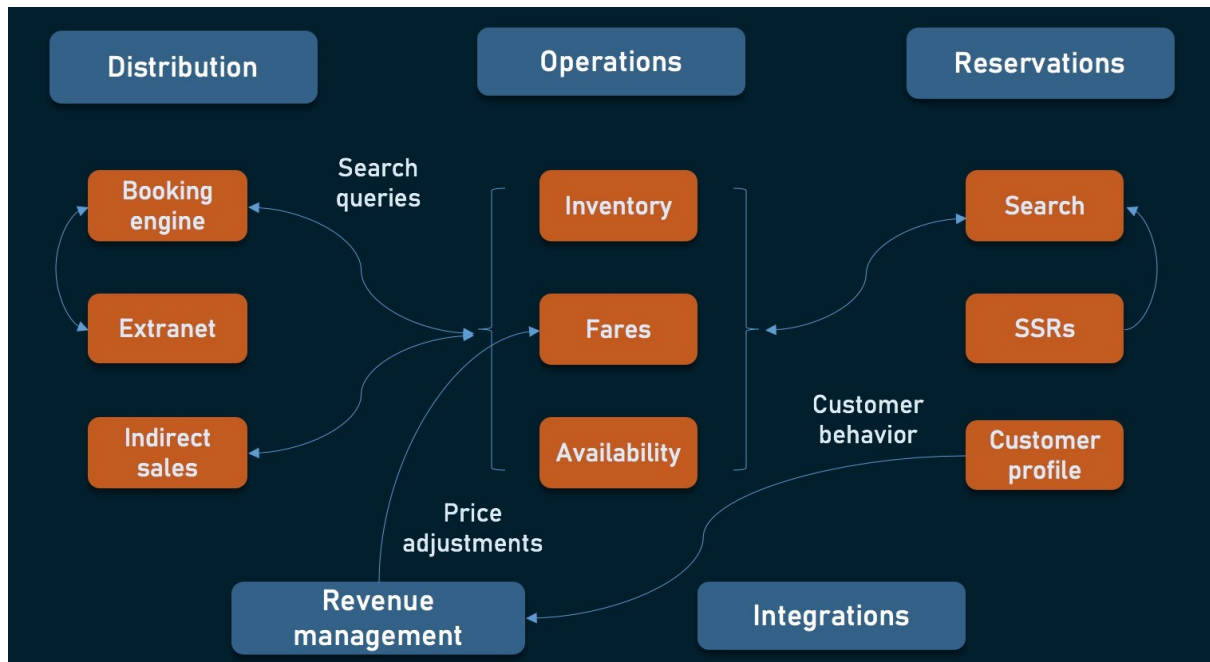 Distribution
Operations
Reservations
Search
queries
Booking
engine
Inventory
Search
Extranet
Fares
SSRs
Customer
behavior
Indirect
sales
Availability
Customer
profile
Price
adjustments
Revenue
management
Integrations